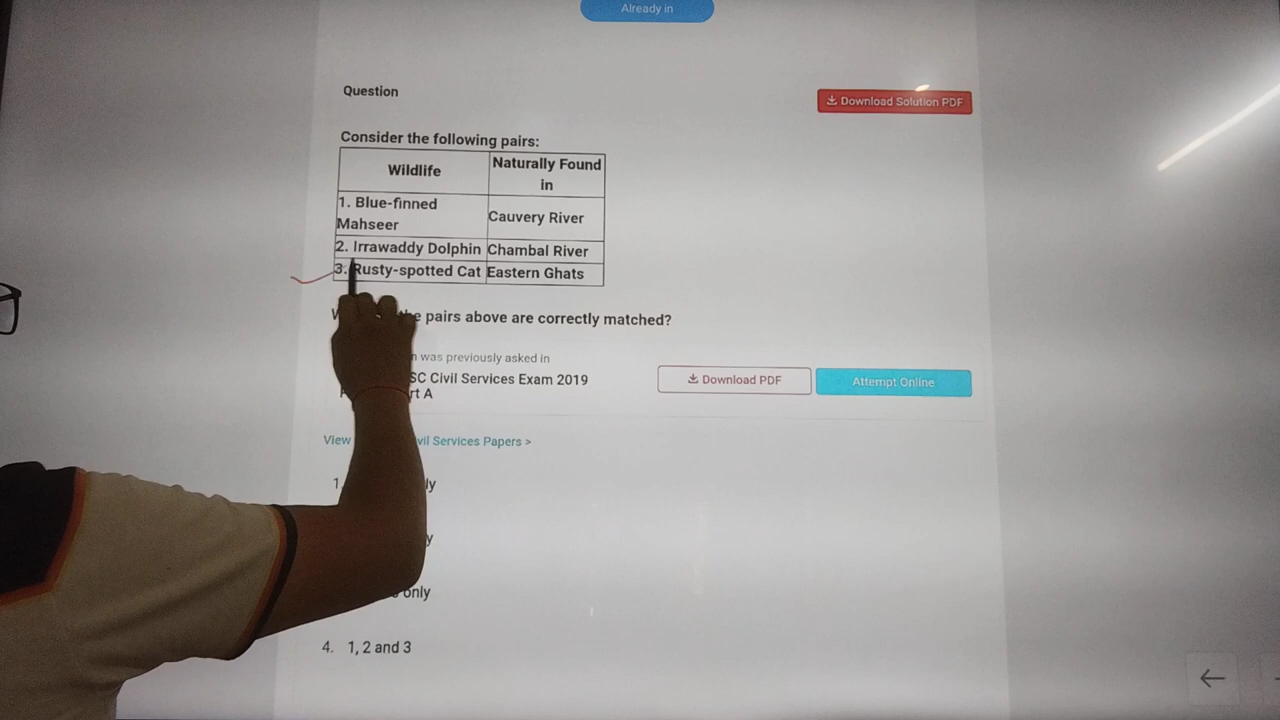 Already in
Question
Download Solution PDF
Consider the following pairs:
Wildlife
Naturally Found in
1. Blue-finned Mahseer
Cauvery River
2. Irrawaddy Dolphin
Chambal River
3. Rusty-spotted Cat
Eastern Ghats
pairs above are correctly matched?
was previously asked in
SC Civil Services Exam 2019
rt A
Download PDF
Attempt Online
View
vil Services Papers >
1.
ly
y
only
4. 1, 2 and 3